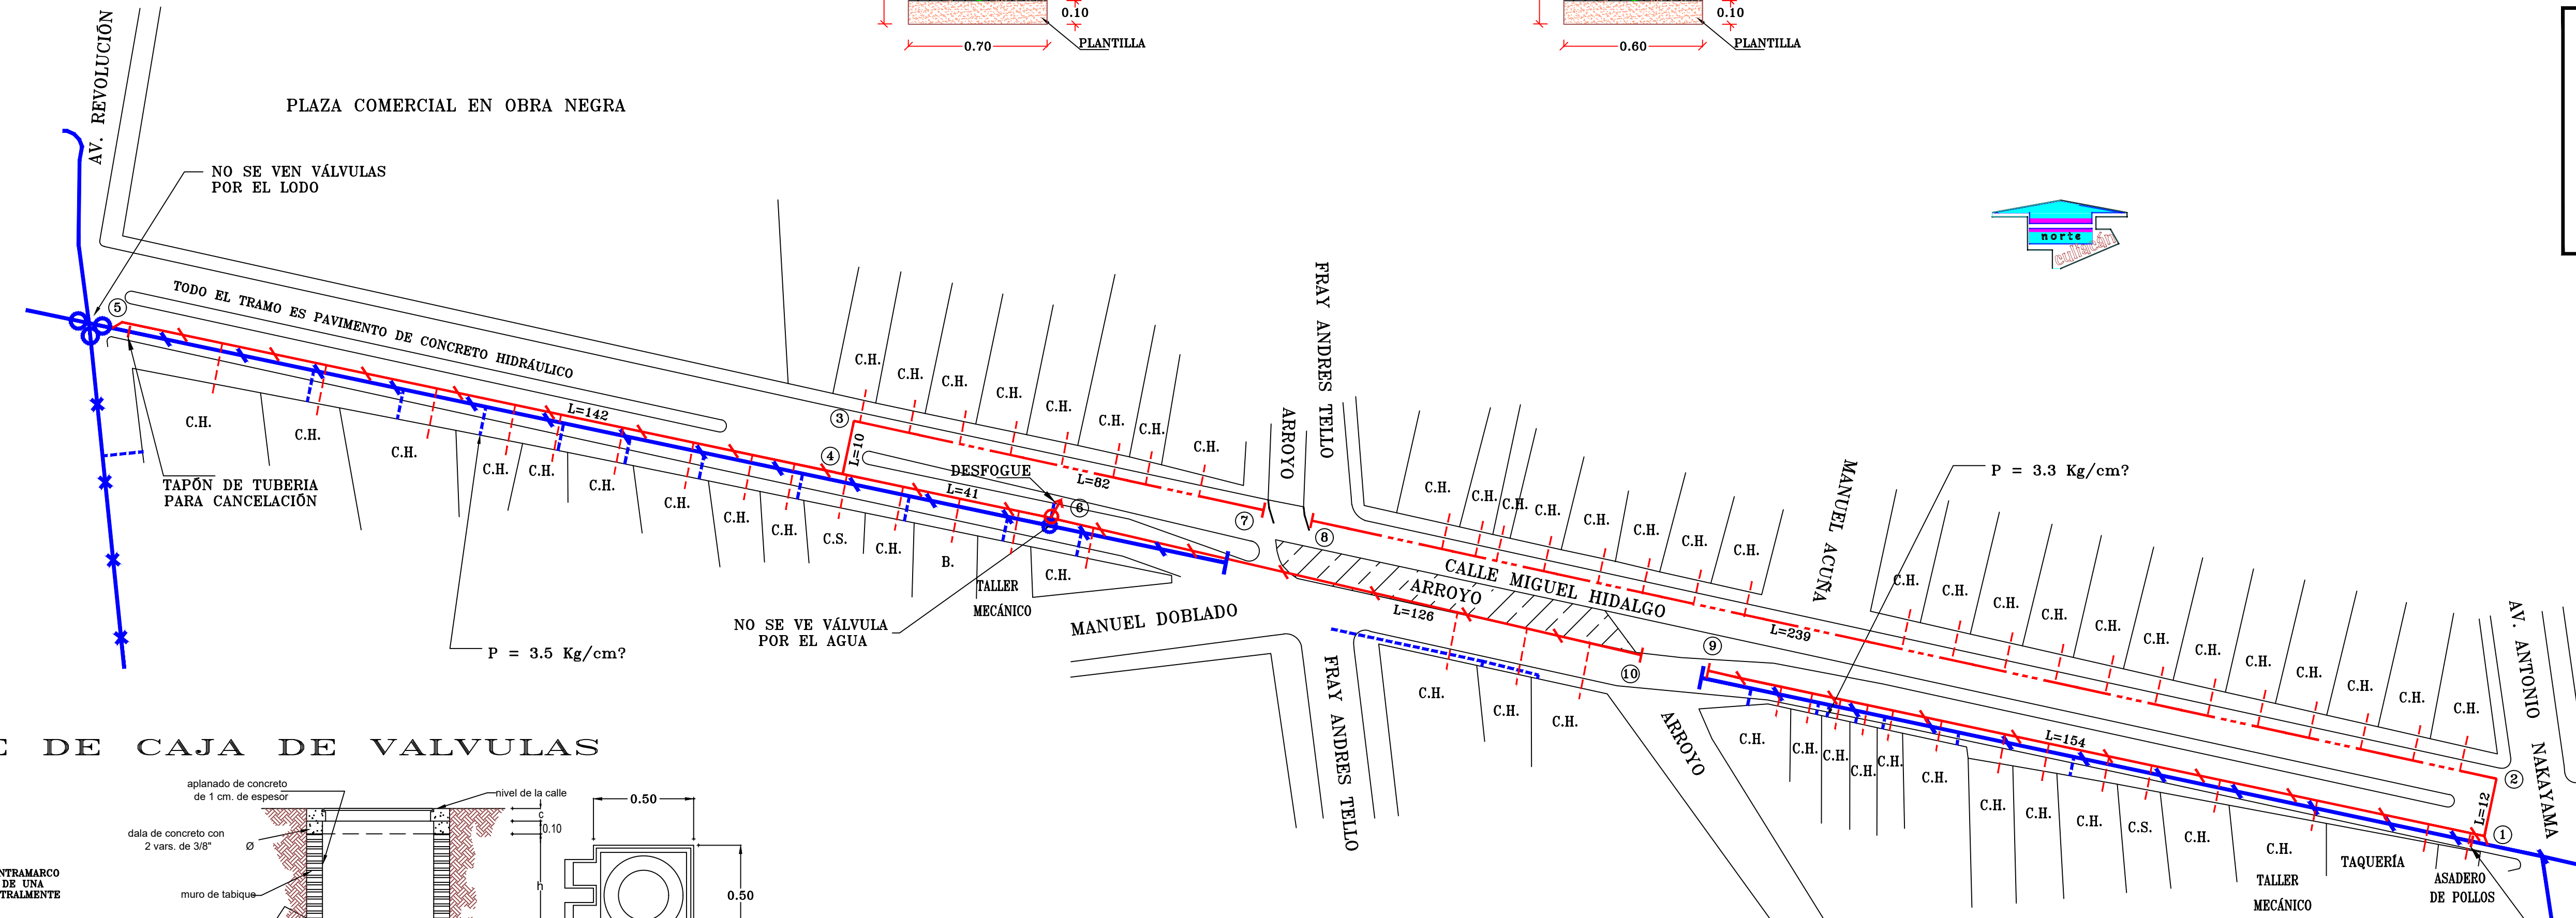 0.10
0.70
PLANTILLA
0.10
0.60
PLANTILLA
AV. REVOLUCIÓN
PLAZA COMERCIAL EN OBRA NEGRA
NO SE VEN VÁLVULAS
POR EL LODO
norte
culiacán
5
TODO EL TRAMO ES PAVIMENTO DE CONCRETO HIDRÁULICO
L=142
C.H.
C.H.
C.H.
C.H.
C.H.
C.H.
C.H.
C.H.
C.H.
C.S.
C.H.
B.
TALLER
MECÁNICO
C.H.
TAPÓN DE TUBERIA
PARA CANCELACIÓN
P = 3.5 Kg/cm?
3
4
L=10
C.H.
C.H.
C.H.
C.H.
C.H.
C.H.
C.H.
C.H.
DESFOGUE
L=41
L=82
6
7
NO SE VE VÁLVULA
POR EL AGUA
MANUEL DOBLADO
FRAY ANDRES TELLO
ARROYO
8
C.H.
C.H.
C.H.
C.H.
C.H.
C.H.
C.H.
C.H.
CALLE MIGUEL HIDALGO
ARROYO
L=126
L=239
MANUEL ACUÑA
P = 3.3 Kg/cm?
9
10
FRAY ANDRES TELLO
C.H.
C.H.
C.H.
ARROYO
C.H.
C.H.
C.H.
C.H.
C.H.
C.H.
C.H.
C.H.
C.H.
C.H.
C.H.
C.H.
L=154
C.H.
C.H.
C.H.
C.H.
C.H.
C.H.
C.H.
C.H.
C.H.
C.S.
C.H.
C.H.
TALLER
MECÁNICO
TAQUERÍA
ASADERO
DE POLLOS
L=12
2
1
AV. ANTONIO NAKAYAMA
E DE CAJA DE VALVULAS
aplanado de concreto
de 1 cm. de espesor
nivel de la calle
c
0.10
dala de concreto con
2 vars. de 3/8"
Ø
muro de tabique
h
0.50
0.50
NTRAMARCO
DE UNA
TRALMENTE